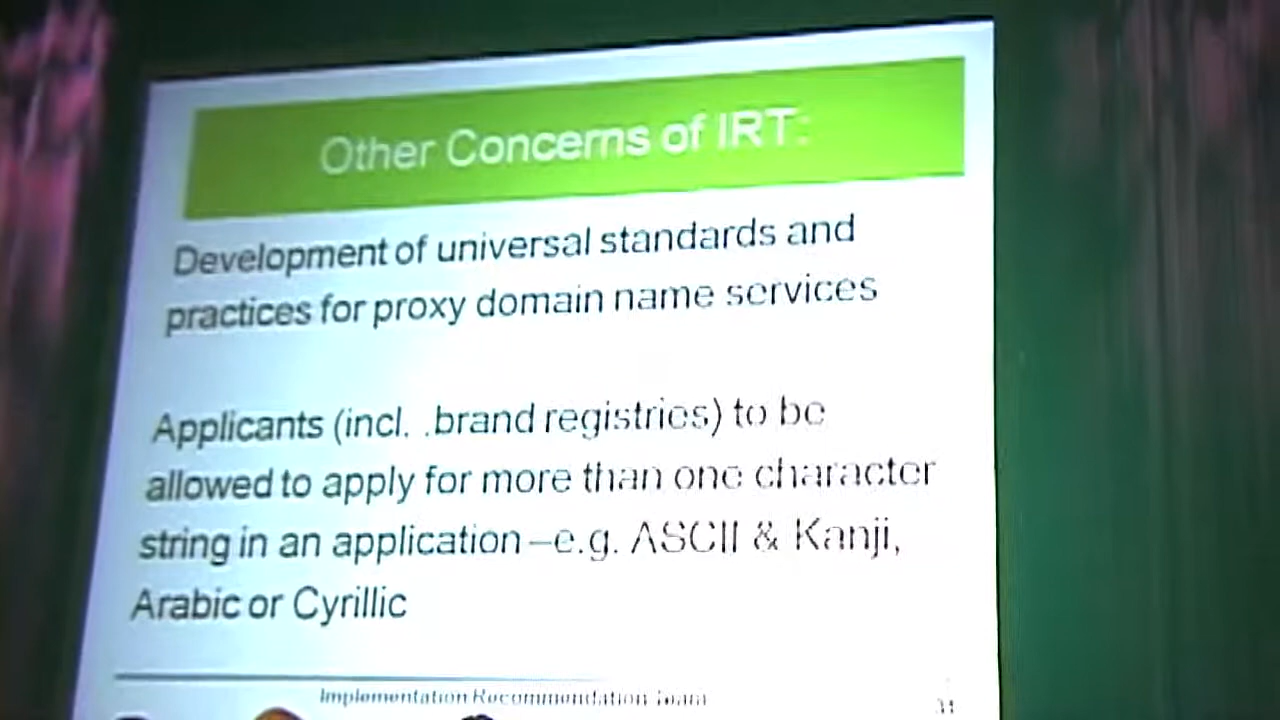 Other Concerns of IRT:
Development of universal standards and
practices for proxy domain name services
Applicants (incl. .brand registries) to be
allowed to apply for more than one character
string in an application –e.g. ASCII & Kanji,
Arabic or Cyrillic
Implementation Recommendation Team